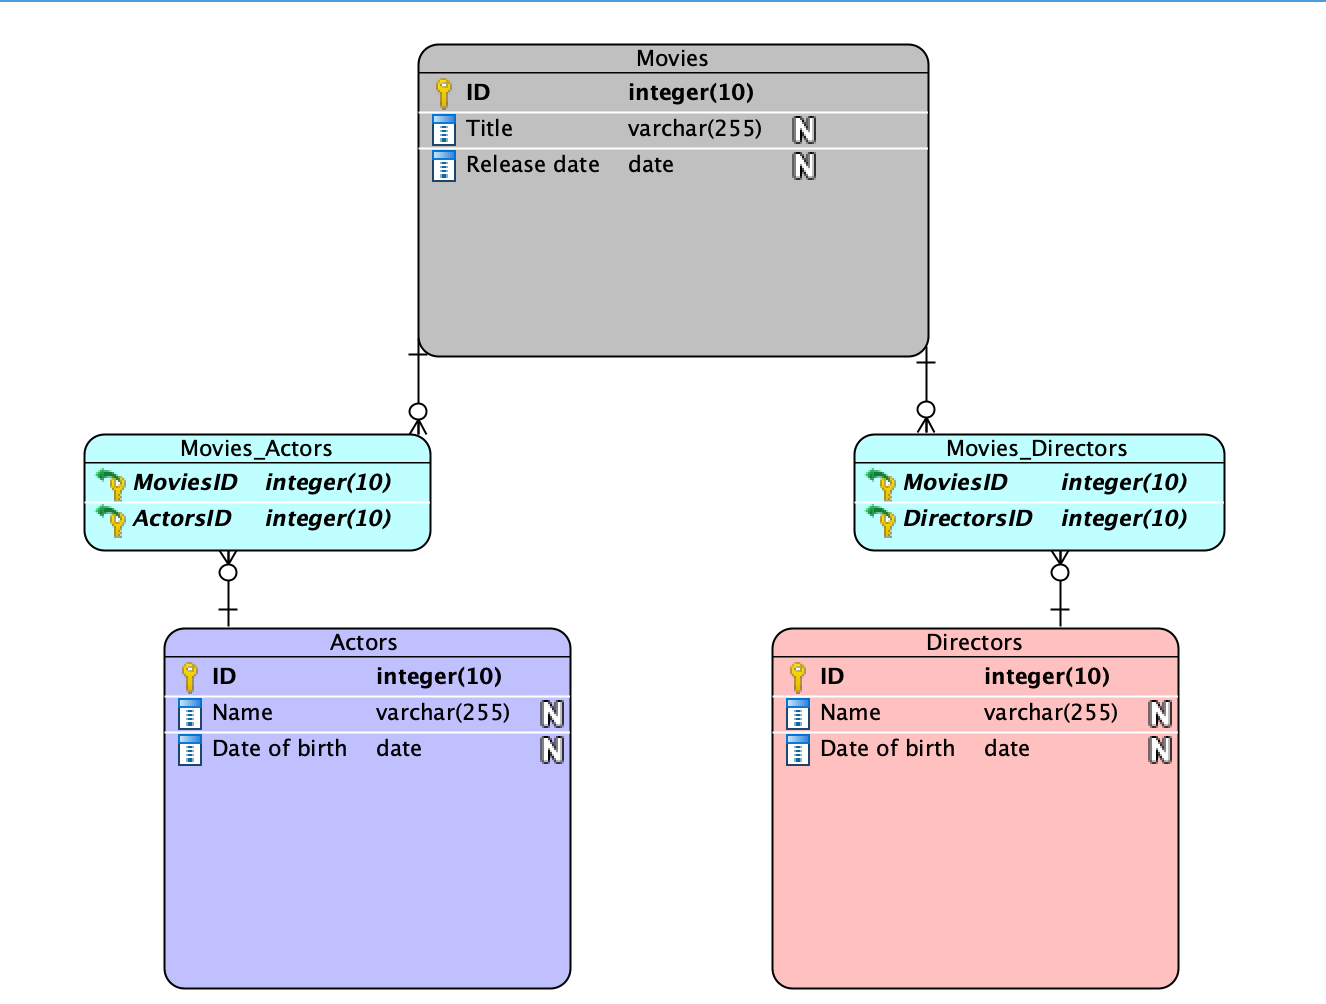 Movies
ID integer(10)
Title varchar(255) N
Release date date N
Movies_Actors
MoviesID integer(10)
ActorsID integer(10)
Movies_Directors
MoviesID integer(10)
DirectorsID integer(10)
Actors
ID integer(10)
Name varchar(255) N
Date of birth date N
Directors
ID integer(10)
Name varchar(255) N
Date of birth date N